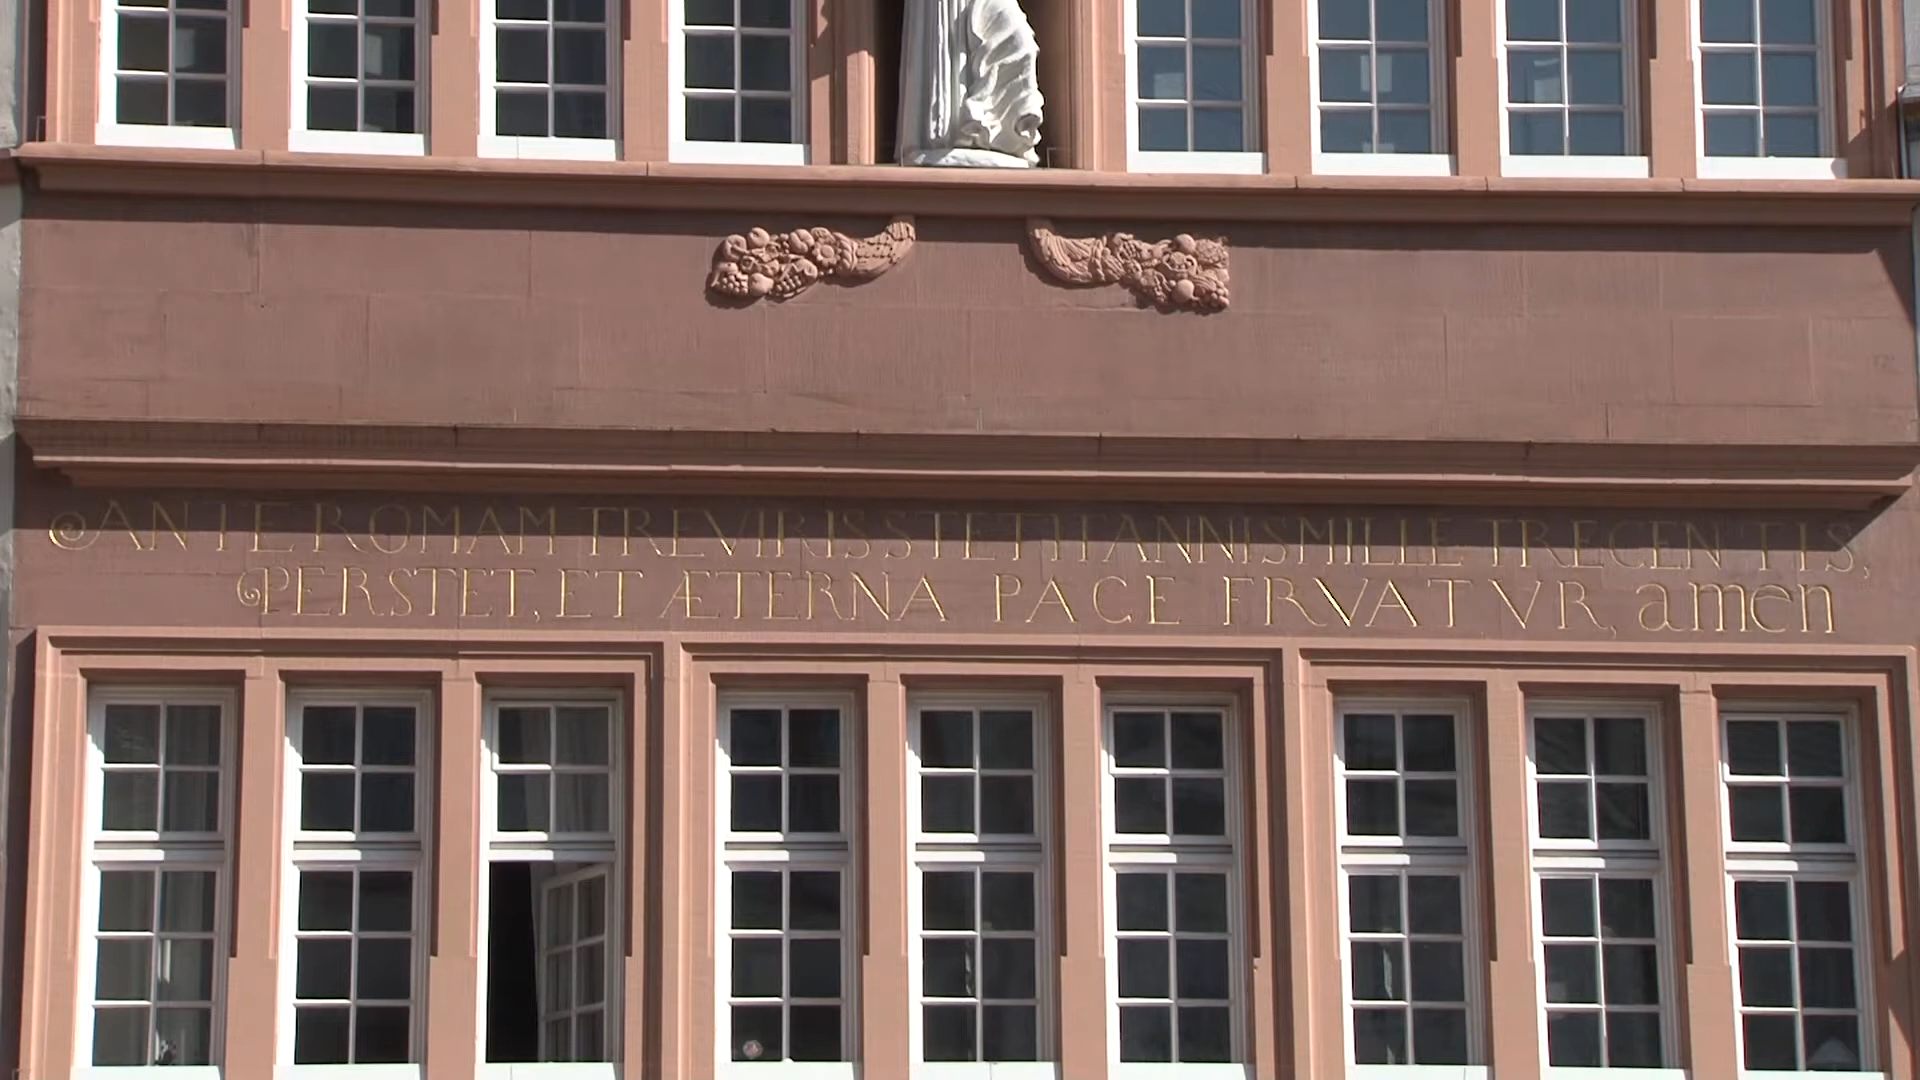 ANTE ROMAM TREVIRIS STETIT ANNIS MILLE TRECENTIS,
PERSTET, ET ÆTERNA PACE FRVATVR, amen